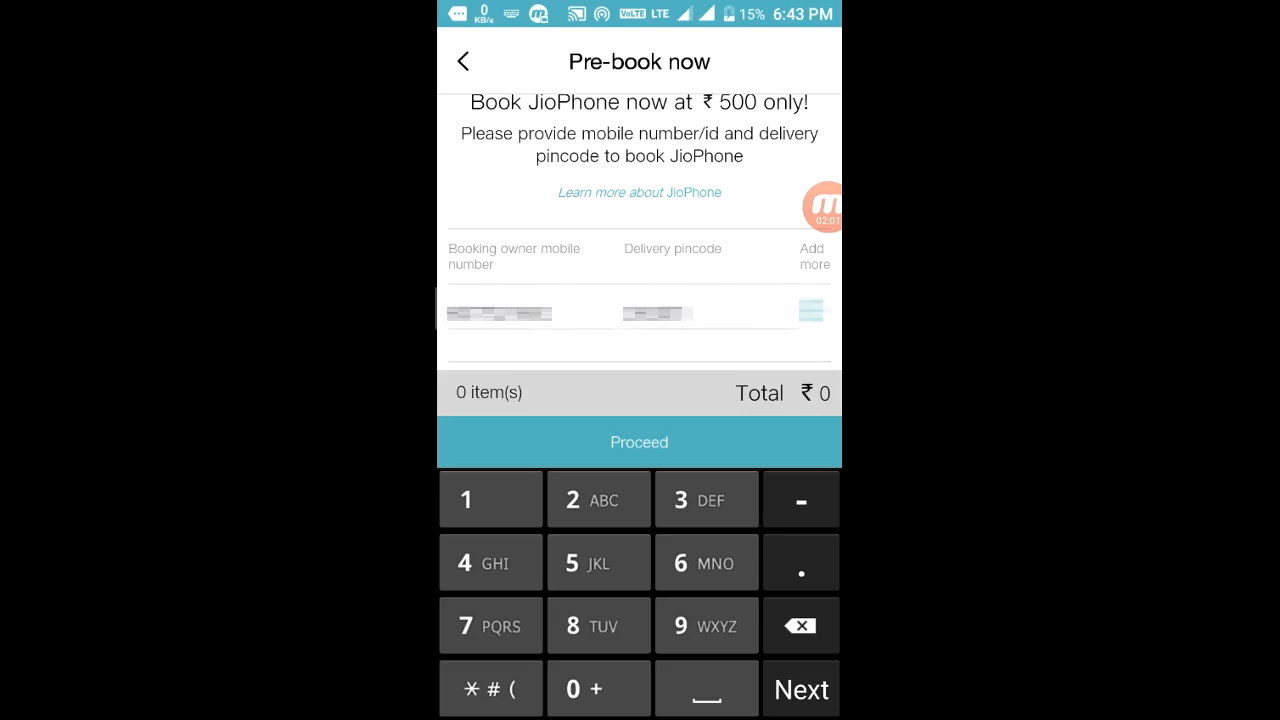 0 KB/s VoLTE LTE 15% 6:43 PM
Pre-book now
Book JioPhone now at ₹ 500 only!
Please provide mobile number/id and delivery
pincode to book JioPhone
Learn more about JioPhone
02:01
Booking owner mobile
number
Delivery pincode
Add
more
0 item(s) Total ₹ 0
Proceed
1 2 ABC 3 DEF -
4 GHI 5 JKL 6 MNO .
7 PQRS 8 TUV 9 WXYZ
* # ( 0 + Next